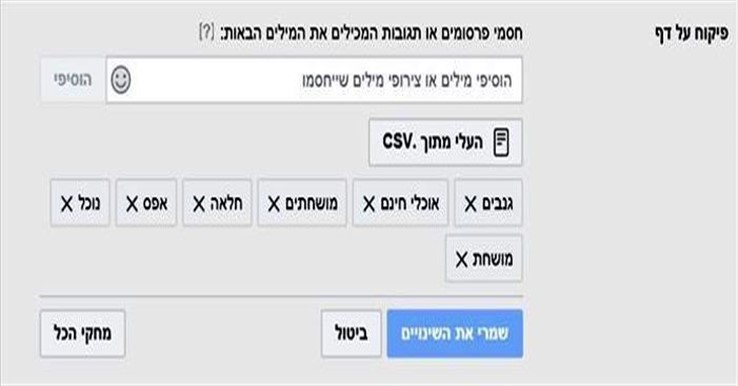 פיקוח על דף
חסמי פרסומים או תגובות המכילים את המילים הבאות: [?]
הוסיפי מילים או צירופי מילים שייחסמו
הוסיפי
העלי מתוך .CSV
גנבים X אוכלי חינם X מושחתים X חלאה X אפס X נוכל X
מושחת X
שמרי את השינויים ביטול מחקי הכל